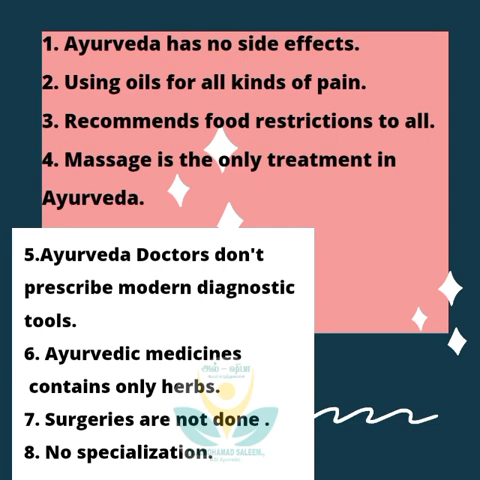 1. Ayurveda has no side effects.
2. Using oils for all kinds of pain.
3. Recommends food restrictions to all.
4. Massage is the only treatment in
Ayurveda.
5.Ayurveda Doctors don't
prescribe modern diagnostic
tools.
6. Ayurvedic medicines
contains only herbs.
7. Surgeries are not done .
8. No specialization.
அல் - ஷிபா